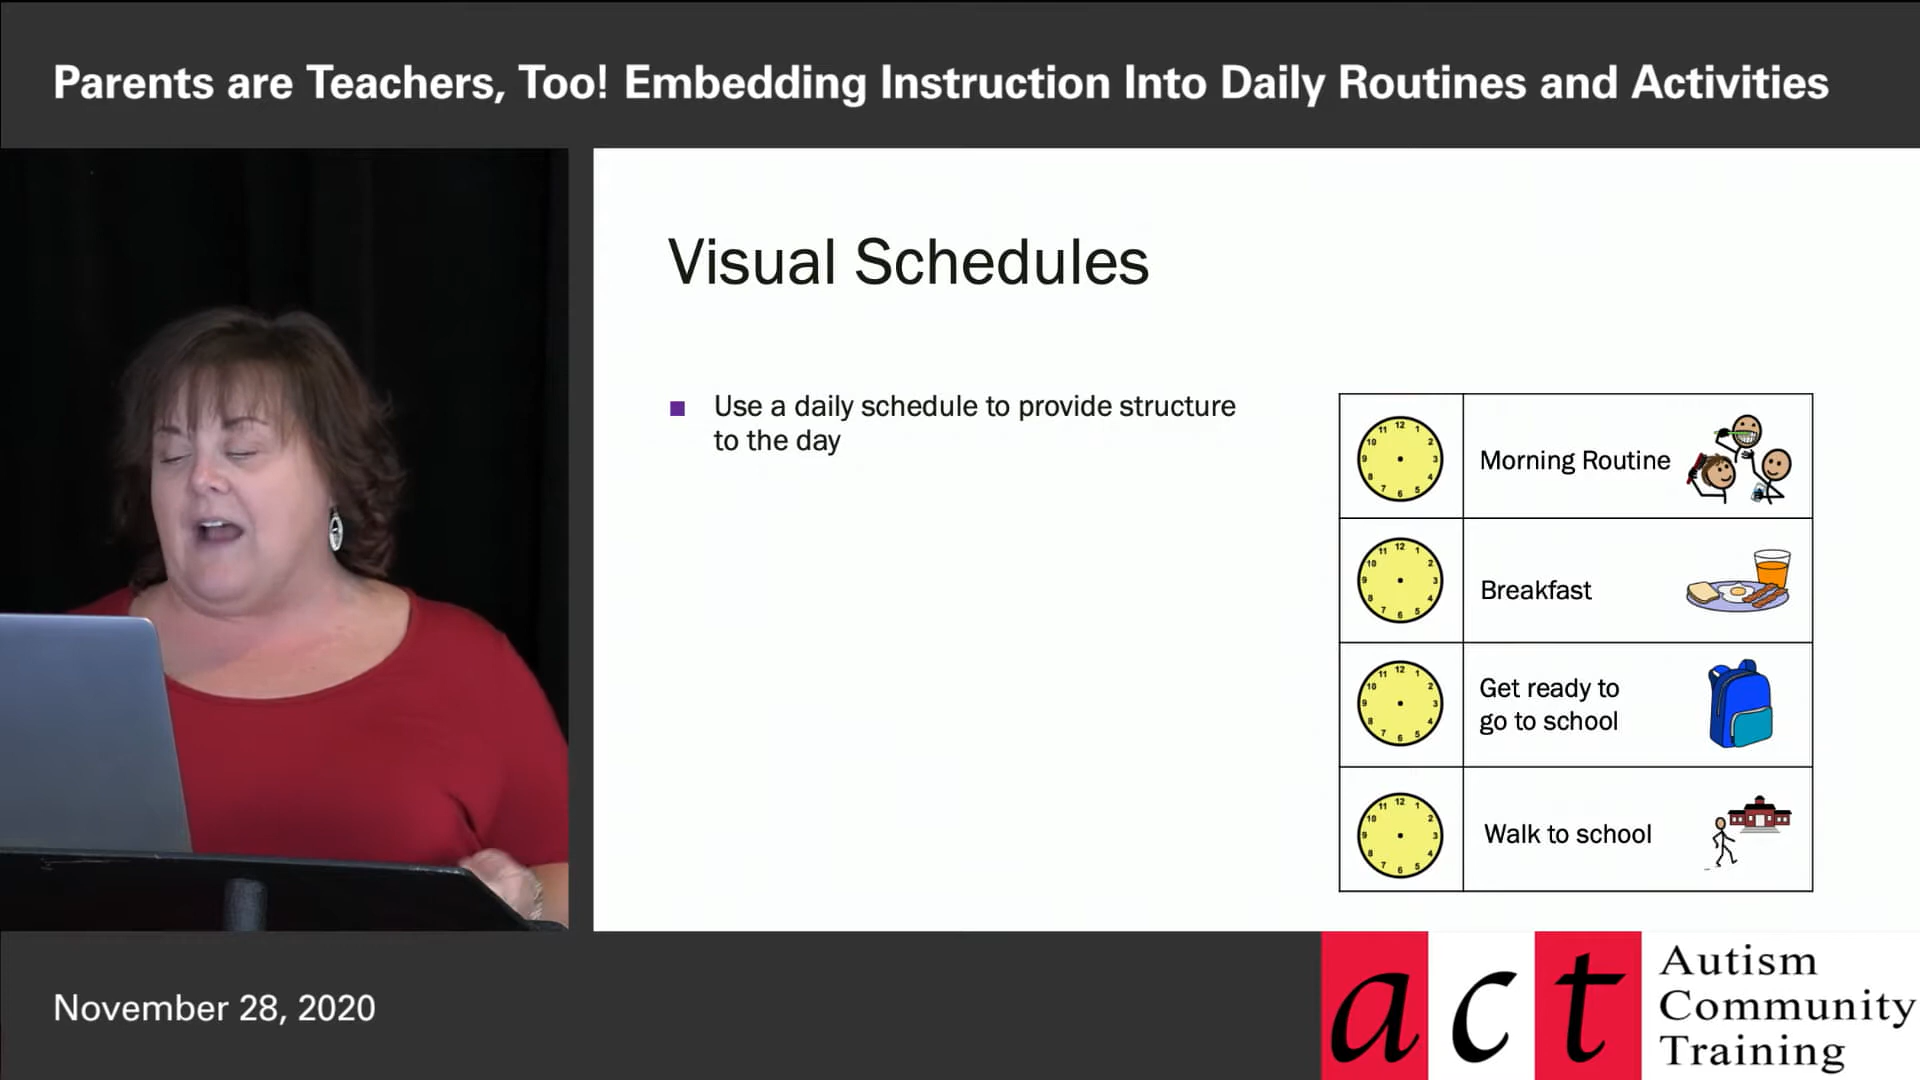 Parents are Teachers, Too! Embedding Instruction Into Daily Routines and Activities
Visual Schedules
Use a daily schedule to provide structure
to the day
Morning Routine
Breakfast
Get ready to
go to school
Walk to school
November 28, 2020
act
Autism
Community
Training